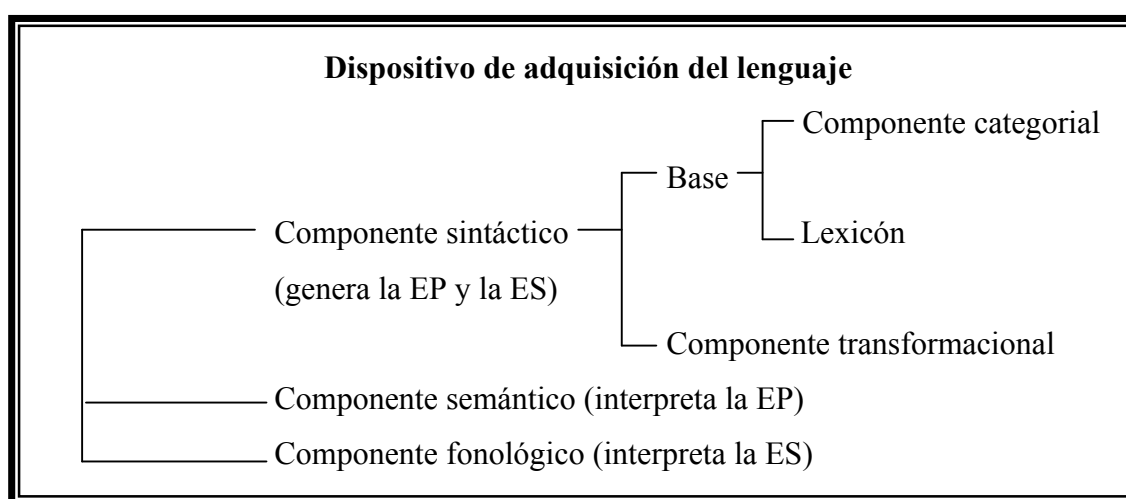 Dispositivo de adquisición del lenguaje
Componente categorial
Base
Lexicón
Componente sintáctico
(genera la EP y la ES)
Componente transformacional
Componente semántico (interpreta la EP)
Componente fonológico (interpreta la ES)